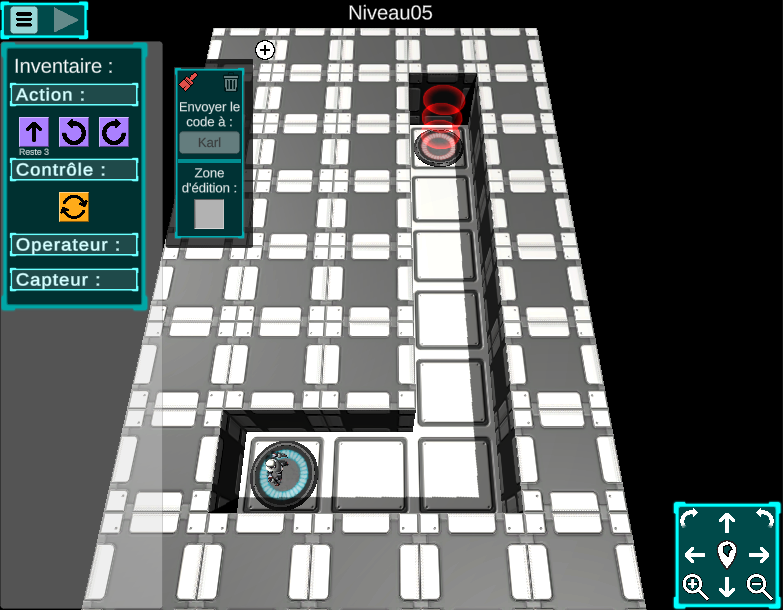 Niveau05
Inventaire :
Action :
Reste 3
Contrôle :
Operateur :
Capteur :
Envoyer le
code à :
Karl
Zone
d'édition :